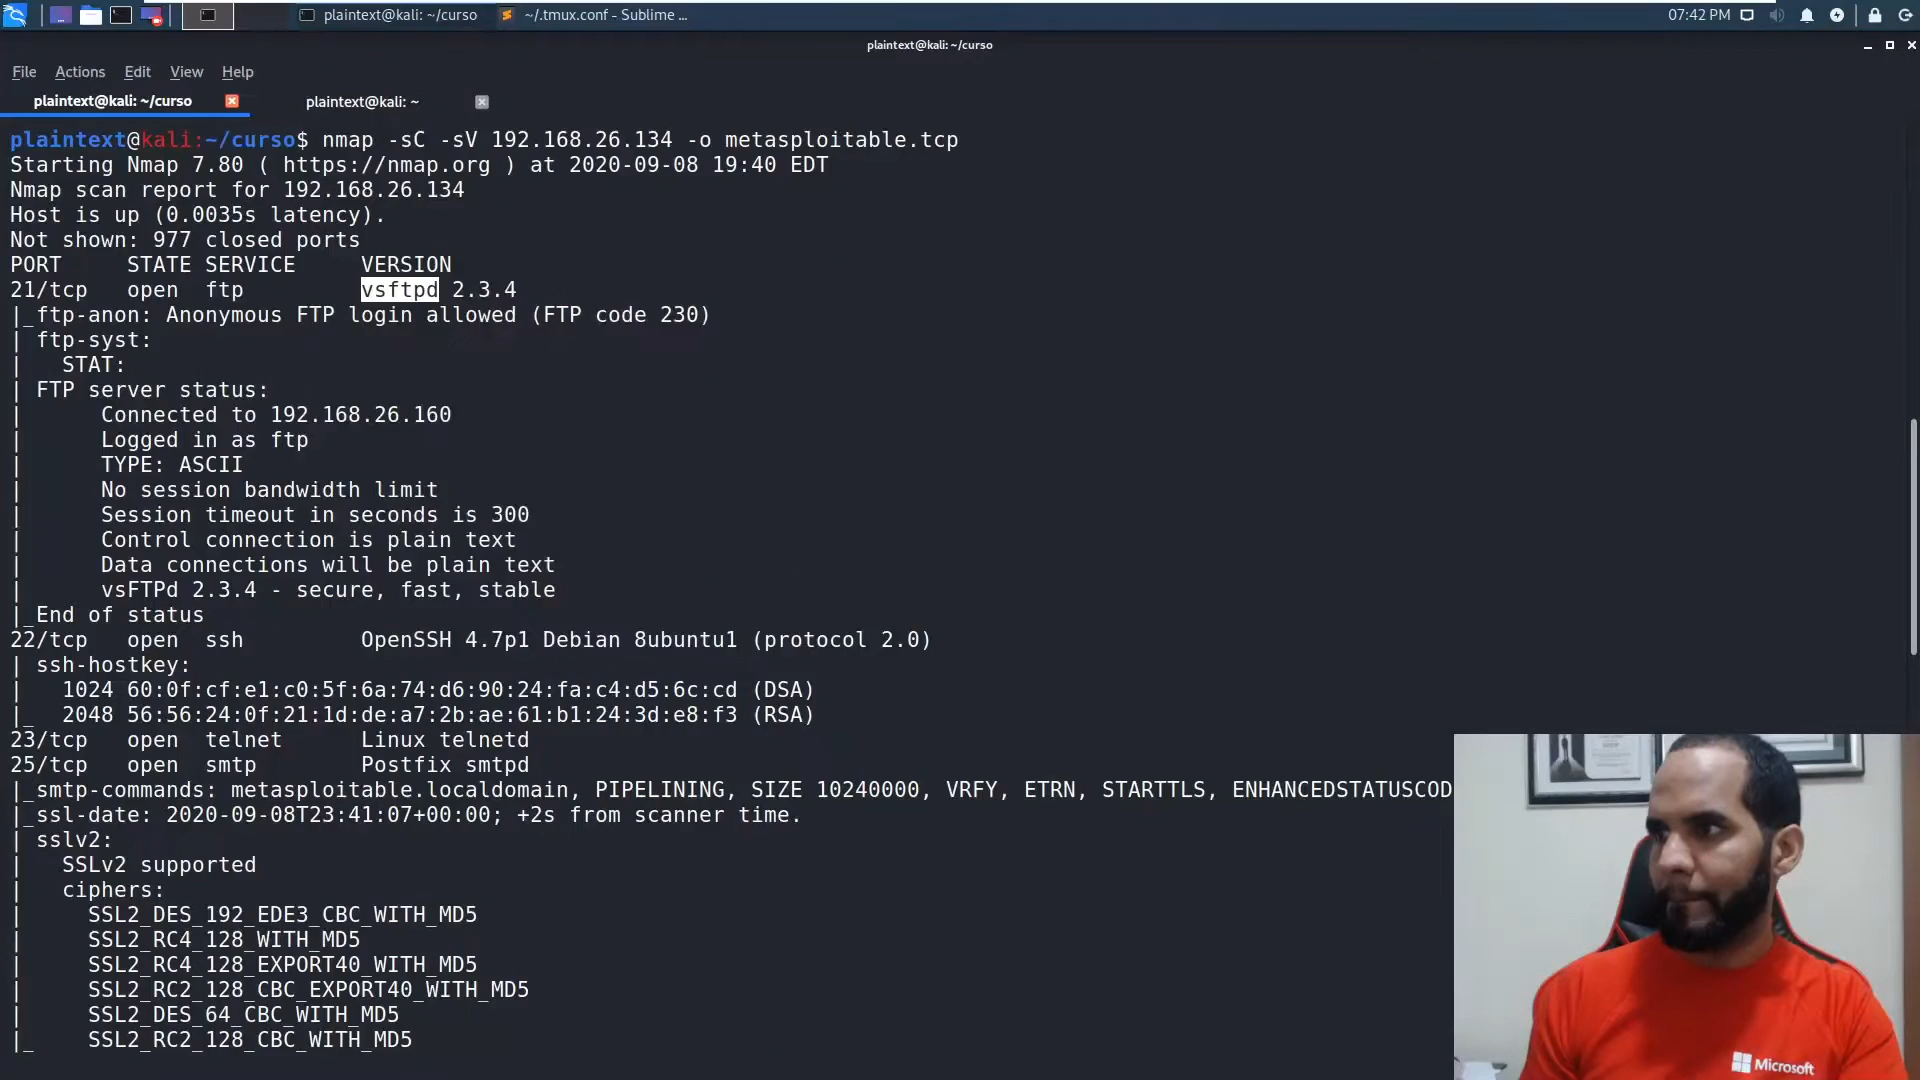 plaintext@kali: ~/curso
~/.tmux.conf - Sublime ...
07:42 PM
plaintext@kali: ~/curso
File Actions Edit View Help
plaintext@kali: ~/curso
plaintext@kali: ~
plaintext@kali:~/curso$ nmap -sC -sV 192.168.26.134 -o metasploitable.tcp
Starting Nmap 7.80 ( https://nmap.org ) at 2020-09-08 19:40 EDT
Nmap scan report for 192.168.26.134
Host is up (0.0035s latency).
Not shown: 977 closed ports
PORT     STATE SERVICE     VERSION
21/tcp   open  ftp         vsftpd 2.3.4
|_ftp-anon: Anonymous FTP login allowed (FTP code 230)
| ftp-syst:
|   STAT:
| FTP server status:
|      Connected to 192.168.26.160
|      Logged in as ftp
|      TYPE: ASCII
|      No session bandwidth limit
|      Session timeout in seconds is 300
|      Control connection is plain text
|      Data connections will be plain text
|      vsFTPd 2.3.4 - secure, fast, stable
|_End of status
22/tcp   open  ssh         OpenSSH 4.7p1 Debian 8ubuntu1 (protocol 2.0)
| ssh-hostkey:
|   1024 60:0f:cf:e1:c0:5f:6a:74:d6:90:24:fa:c4:d5:6c:cd (DSA)
|_  2048 56:56:24:0f:21:1d:de:a7:2b:ae:61:b1:24:3d:e8:f3 (RSA)
23/tcp   open  telnet      Linux telnetd
25/tcp   open  smtp        Postfix smtpd
|_smtp-commands: metasploitable.localdomain, PIPELINING, SIZE 10240000, VRFY, ETRN, STARTTLS, ENHANCEDSTATUSCOD
|_ssl-date: 2020-09-08T23:41:07+00:00; +2s from scanner time.
| sslv2:
|   SSLv2 supported
|   ciphers:
|     SSL2_DES_192_EDE3_CBC_WITH_MD5
|     SSL2_RC4_128_WITH_MD5
|     SSL2_RC4_128_EXPORT40_WITH_MD5
|     SSL2_RC2_128_CBC_EXPORT40_WITH_MD5
|     SSL2_DES_64_CBC_WITH_MD5
|_    SSL2_RC2_128_CBC_WITH_MD5
Microsoft